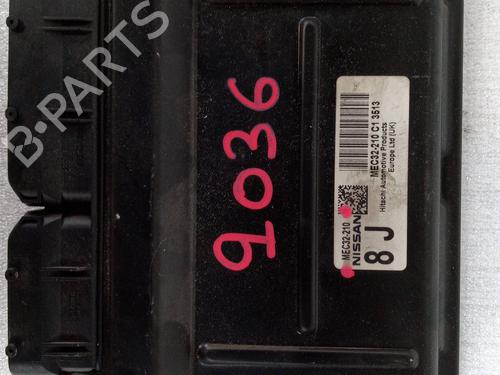 B-PARTS
9036
MEC32-210 C1 3513
Hitachi Automotive Products
Europe Ltd (UK)
MEC32-210
NISSAN
8 J